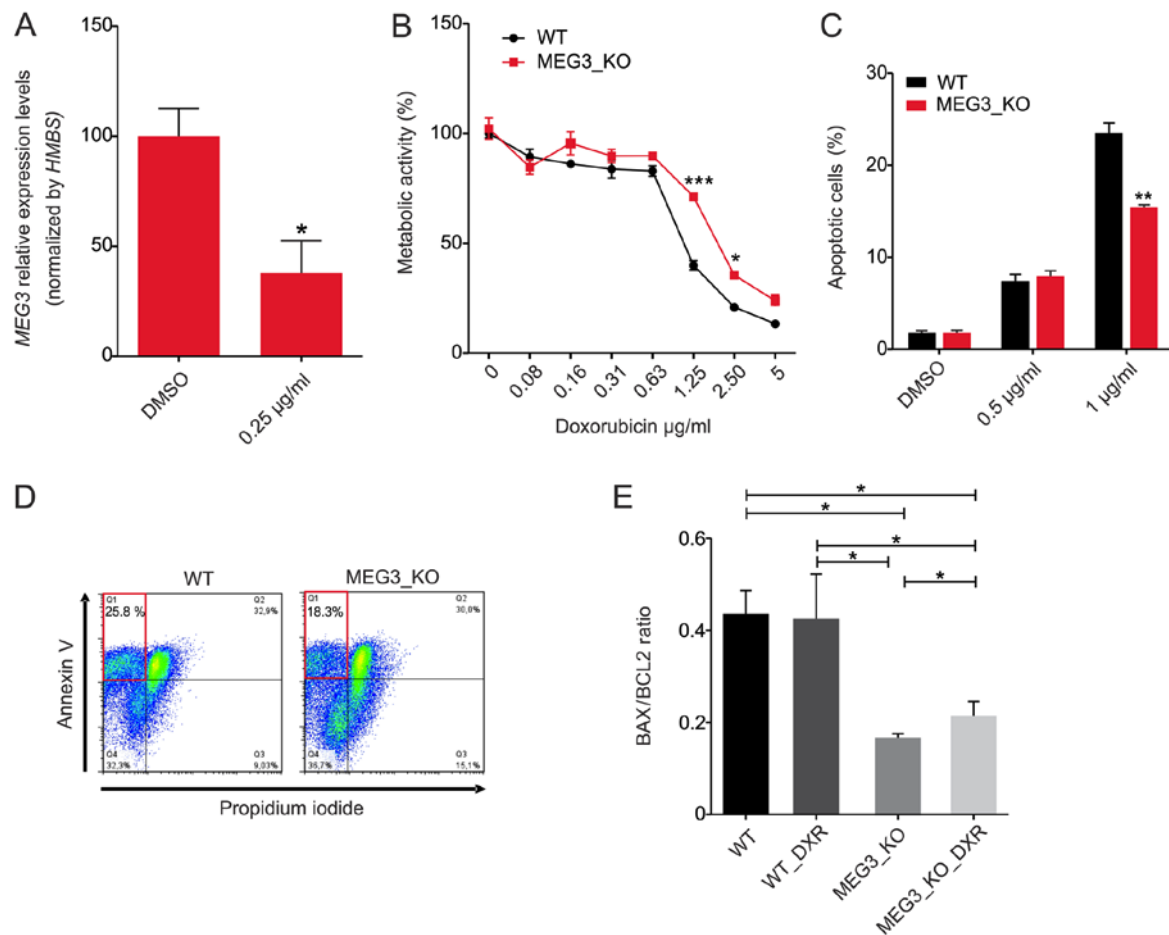 A
150
100
50
0
MEG3 relative expression levels
(normalized by HMBS)
*
DMSO
0.25 µg/ml
B
WT
MEG3_KO
150
100
50
0
Metabolic activity (%)
***
*
0
0.08
0.16
0.31
0.63
1.25
2.50
5
Doxorubicin µg/ml
C
WT
MEG3_KO
30
20
10
0
Apoptotic cells (%)
**
DMSO
0.5 µg/ml
1 µg/ml
D
WT
MEG3_KO
Q1
25.8 %
Q2
32,9%
Q4
32,3%
Q3
9,03%
Q1
18.3%
Q2
Q4
Q3
15,1%
Annexin V
Propidium iodide
E
*
*
*
*
*
0.6
0.4
0.2
0
BAX/BCL2 ratio
WT
WT_DXR
MEG3_KO
MEG3_KO_DXR